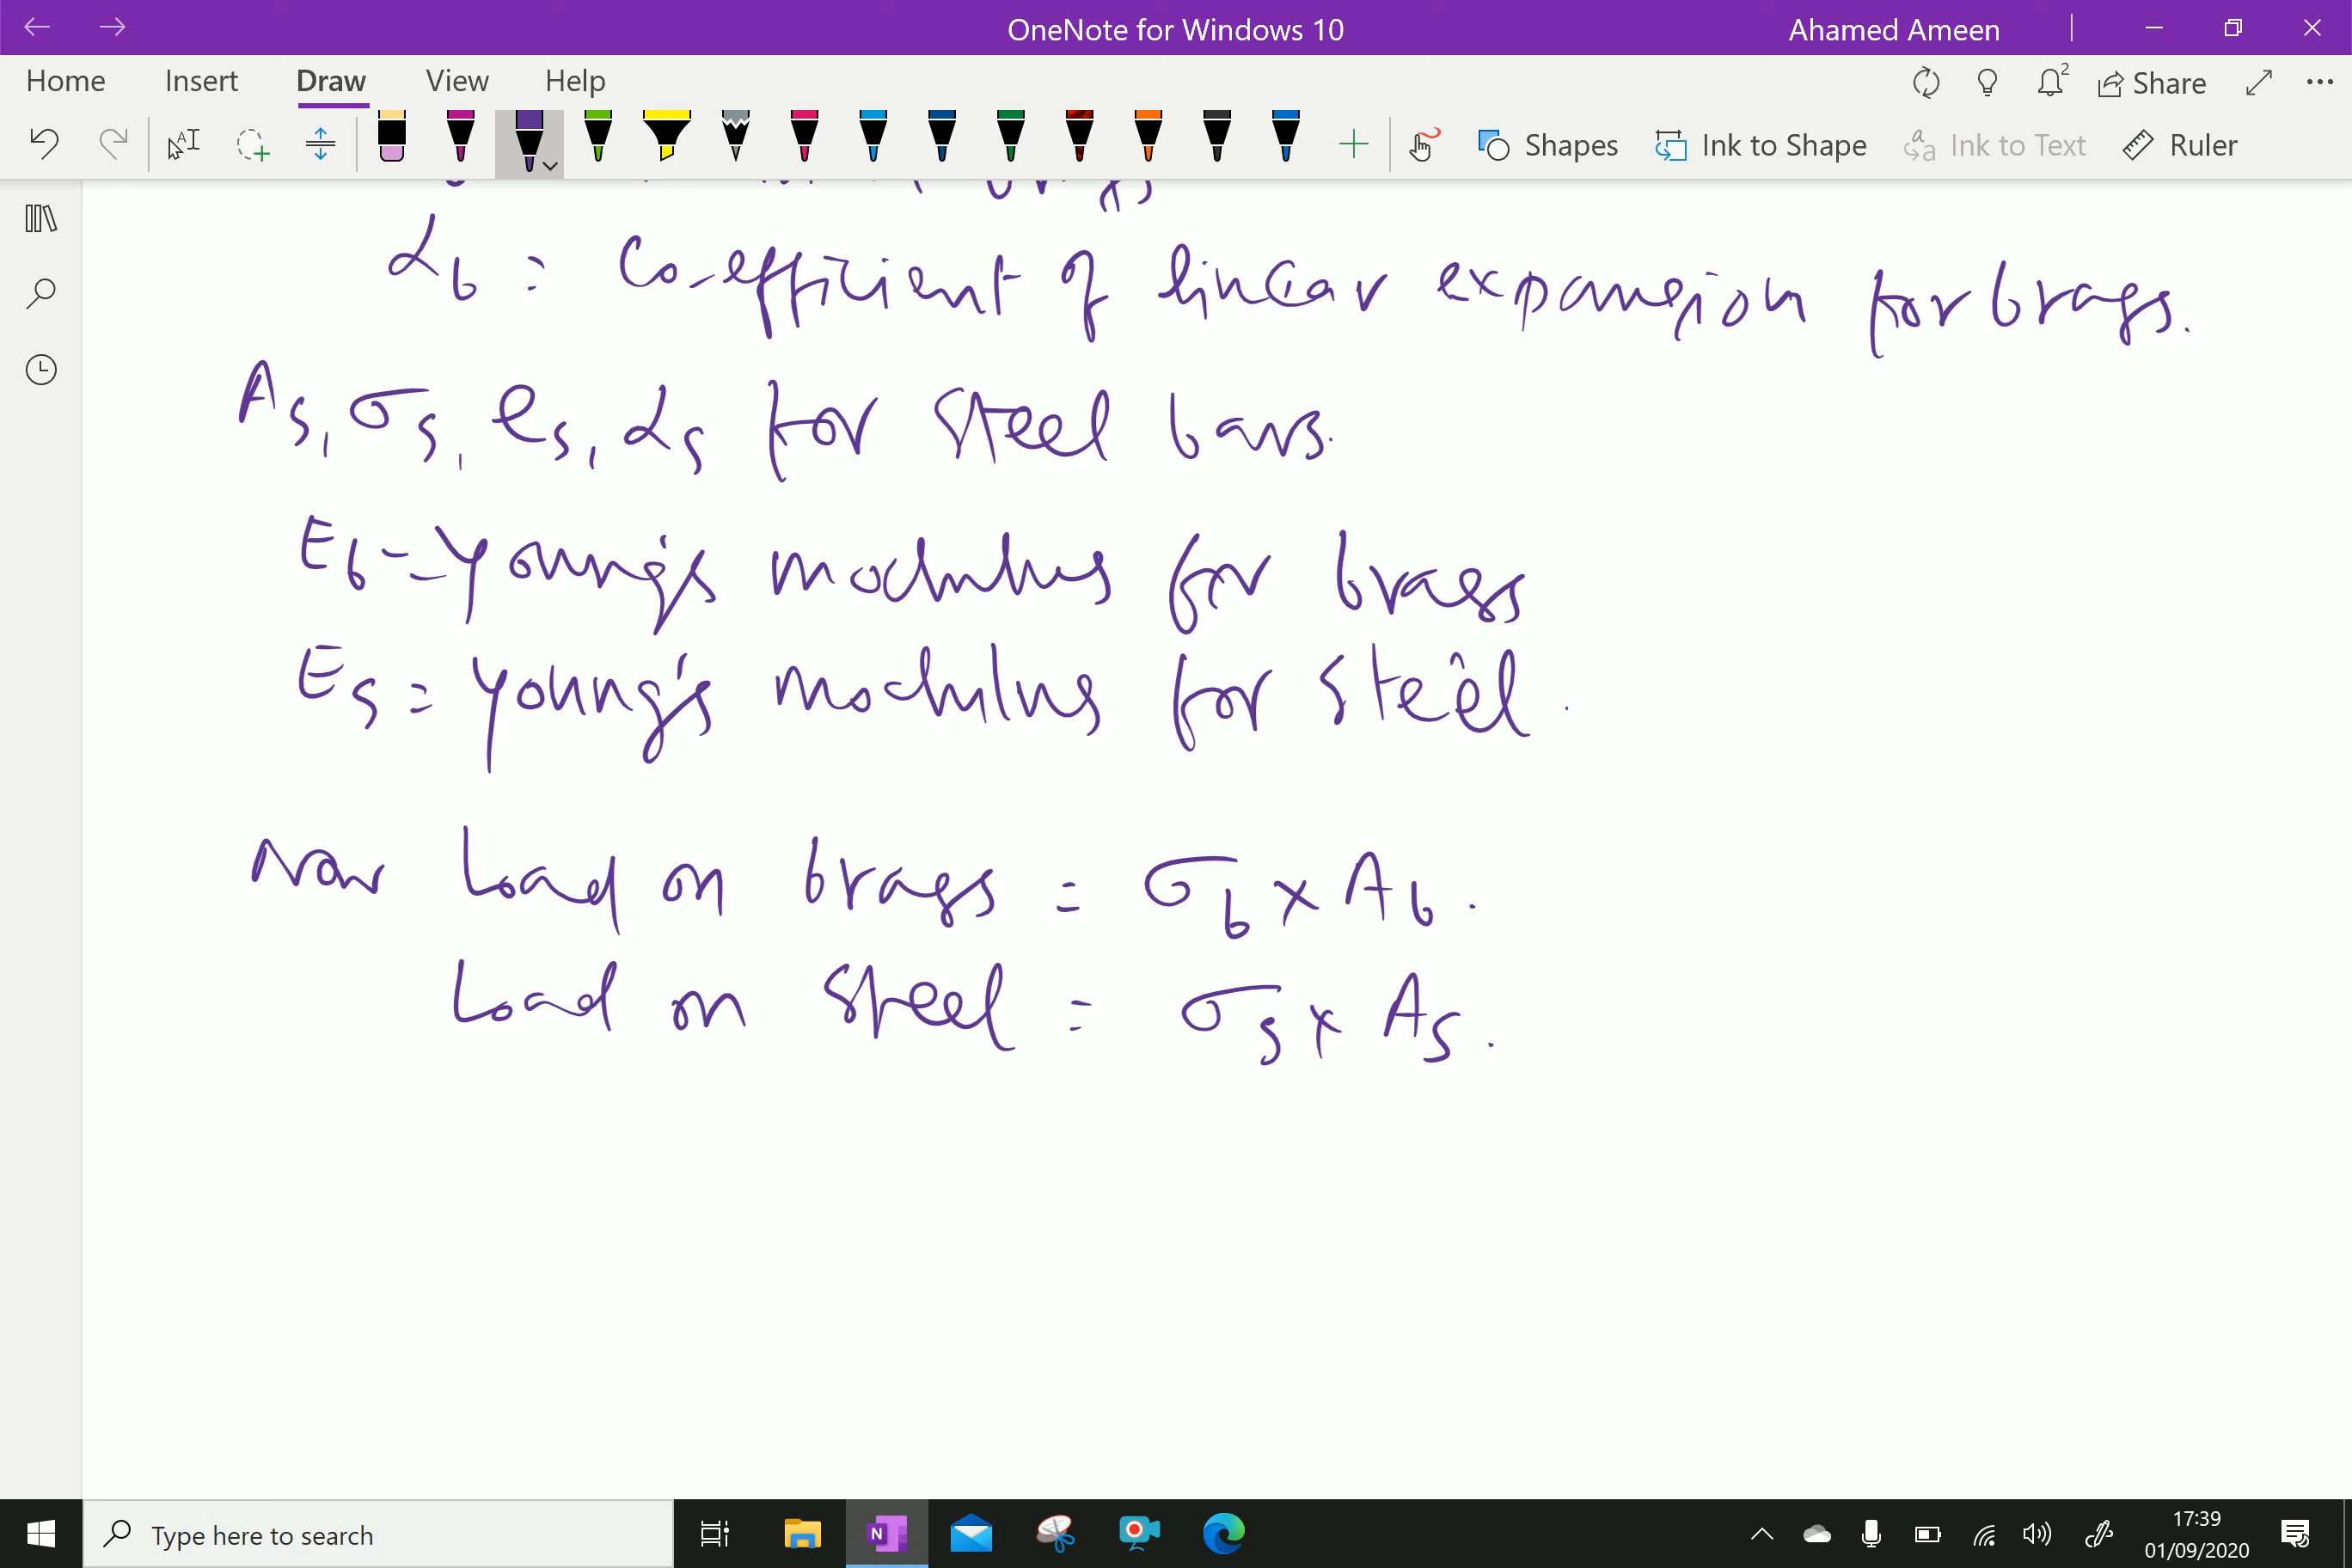 OneNote for Windows 10
Ahamed Ameen
Home Insert Draw View Help
2 Share
Shapes Ink to Shape Ink to Text Ruler
αb = Co-efficient of linear expansion for brass.
As, σs, es, αs for steel bars.
Eb = Young's modulus for brass
Es = Young's modulus for steel.
Now Load on brass = σb × Ab.
Load on steel = σs × As.
Type here to search
17:39
01/09/2020